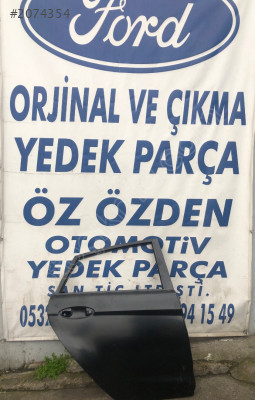 #2074354
Ford
ORJİNAL VE ÇIKMA
YEDEK PARÇA
ÖZ ÖZDEN
OTOMOTİV
YEDEK PARÇA
SAN. TİC. LTD. ŞTİ.
053 94 15 49